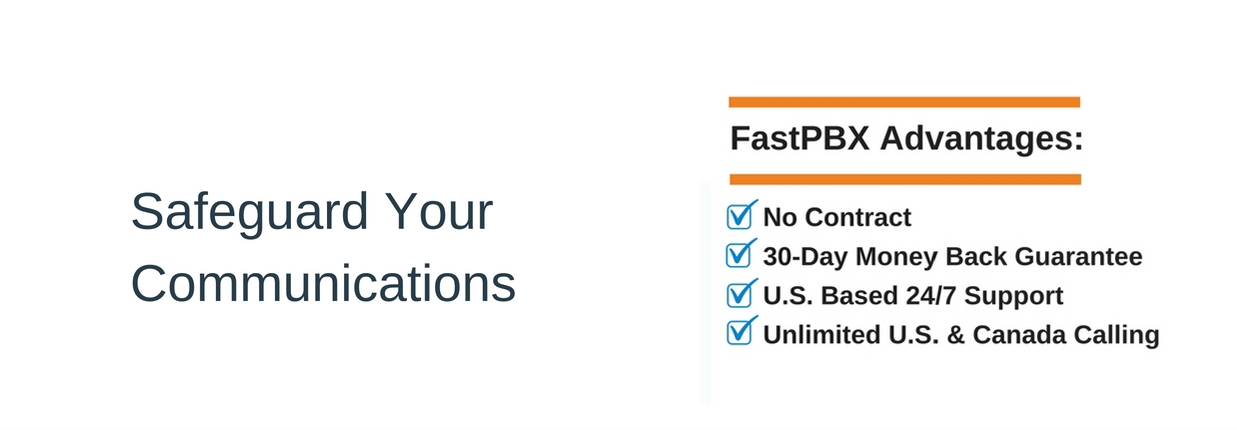 Safeguard Your
Communications
FastPBX Advantages:
No Contract
30-Day Money Back Guarantee
U.S. Based 24/7 Support
Unlimited U.S. & Canada Calling